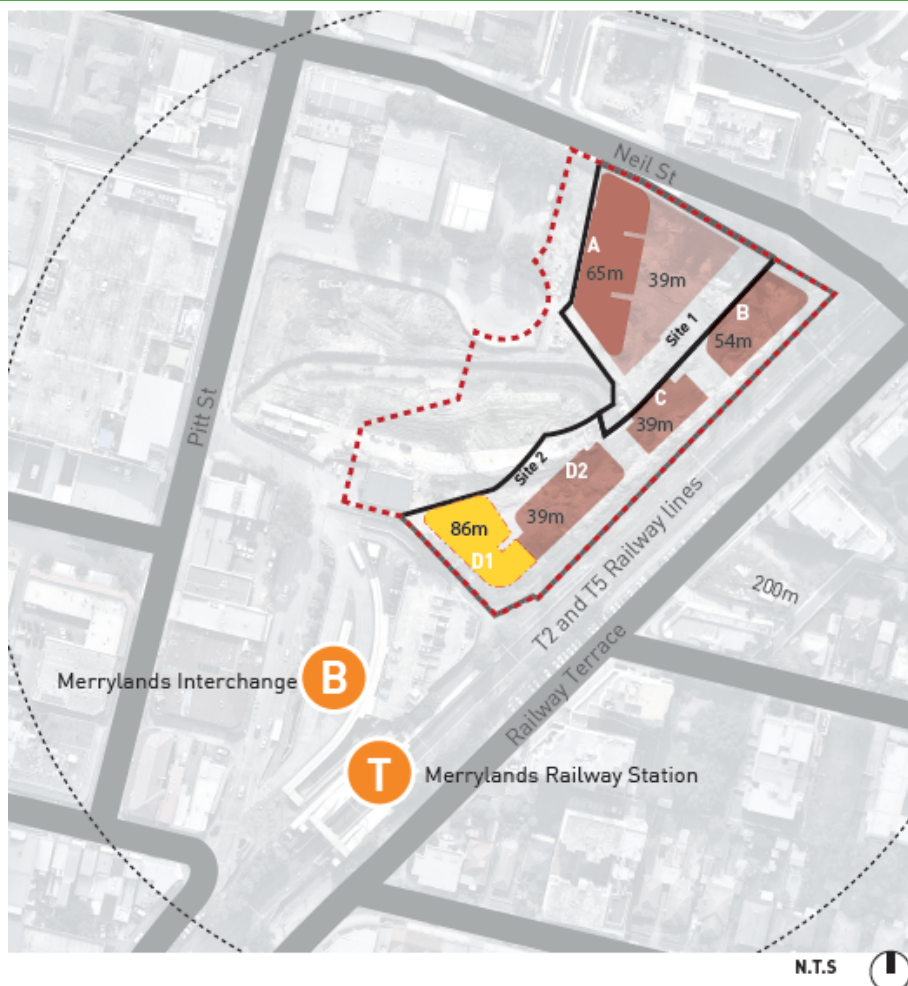 Neil St
A
65m
39m
B
54m
Site 1
Pitt St
C
39m
Site 2
D2
39m
86m
D1
T2 and T5 Railway lines
200m
Railway Terrace
Merrylands Interchange
B
T
Merrylands Railway Station
N.T.S